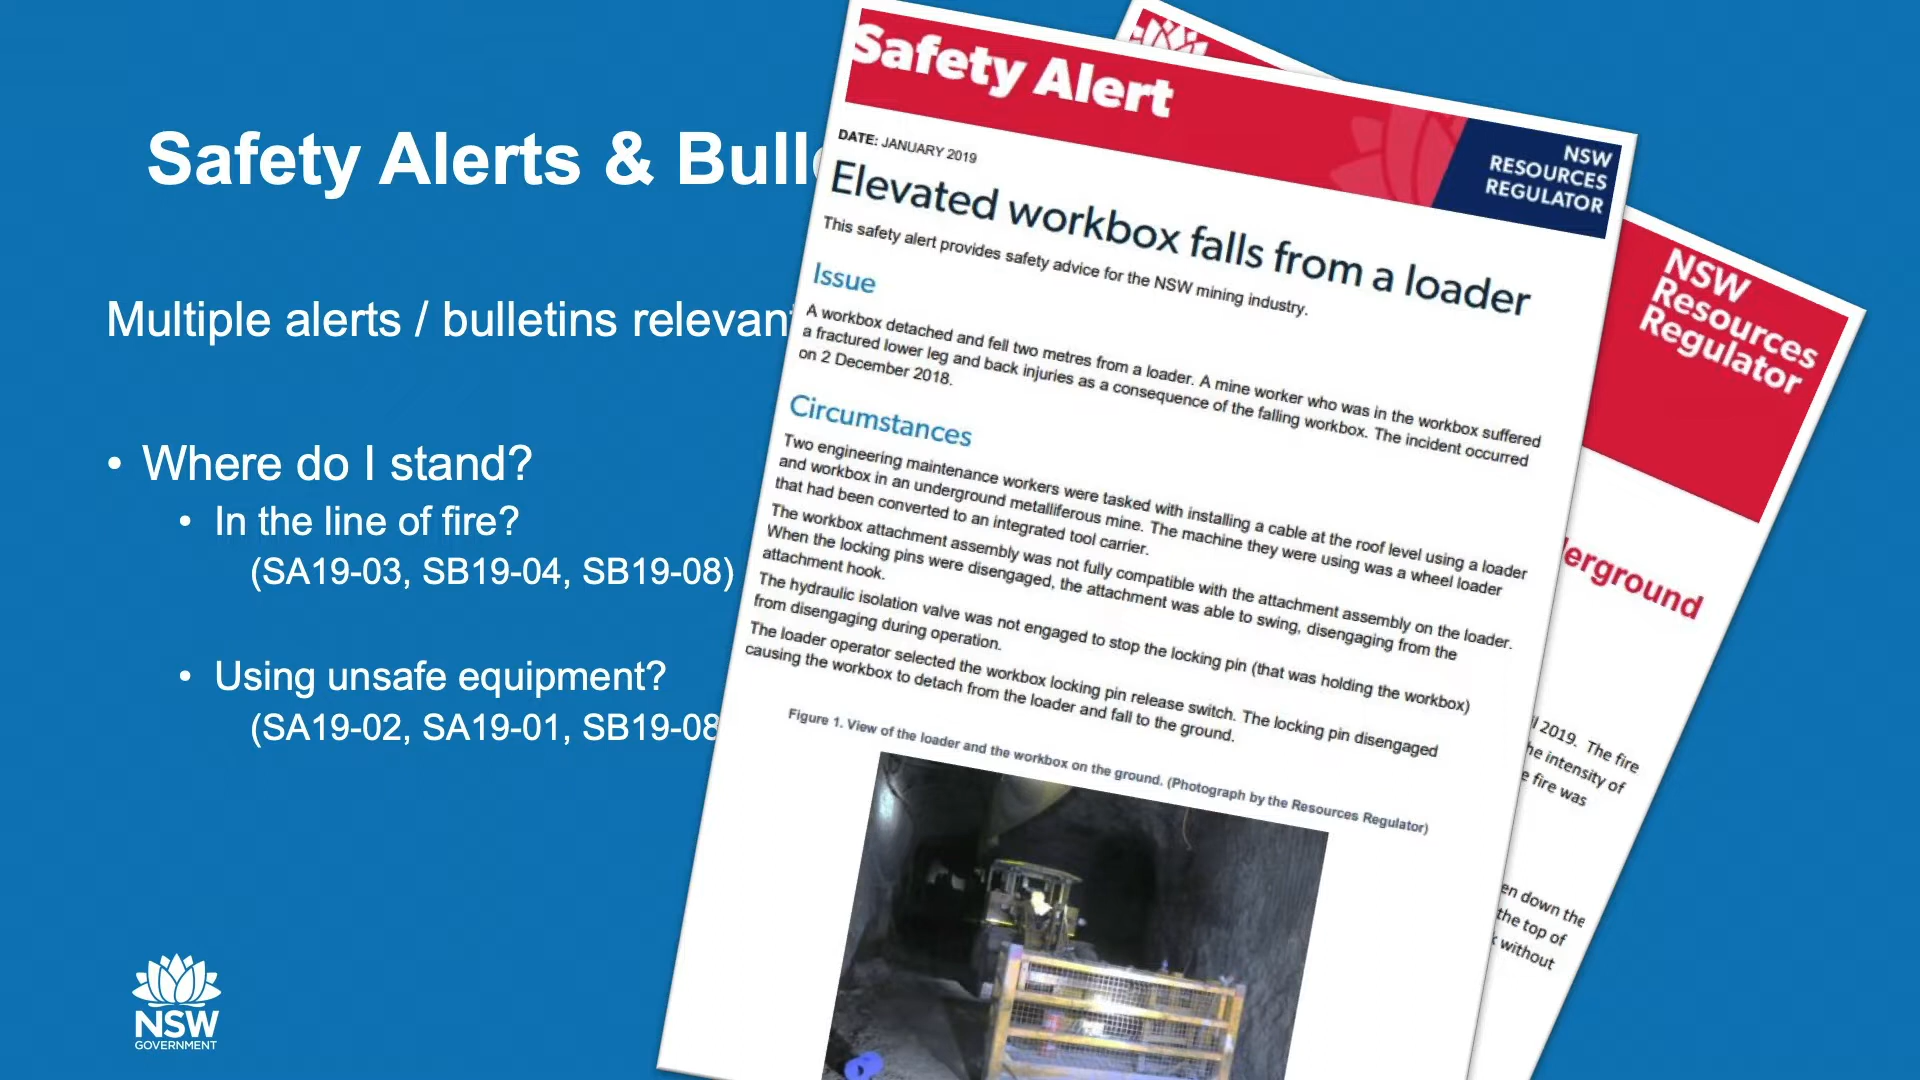 Safety Alerts & Bull
Multiple alerts / bulletins relevant
• Where do I stand?
• In the line of fire?
(SA19-03, SB19-04, SB19-08)
• Using unsafe equipment?
(SA19-02, SA19-01, SB19-08
NSW
GOVERNMENT
Safety Alert
NSW
RESOURCES
REGULATOR
DATE: JANUARY 2019
Elevated workbox falls from a loader
This safety alert provides safety advice for the NSW mining industry.
Issue
A workbox detached and fell two metres from a loader. A mine worker who was in the workbox suffered
a fractured lower leg and back injuries as a consequence of the falling workbox. The incident occurred
on 2 December 2018.
Circumstances
Two engineering maintenance workers were tasked with installing a cable at the roof level using a loader
and workbox in an underground metalliferous mine. The machine they were using was a wheel loader
that had been converted to an integrated tool carrier.
The workbox attachment assembly was not fully compatible with the attachment assembly on the loader.
When the locking pins were disengaged, the attachment was able to swing, disengaging from the
attachment hook.
The hydraulic isolation valve was not engaged to stop the locking pin (that was holding the workbox)
from disengaging during operation.
The loader operator selected the workbox locking pin release switch. The locking pin disengaged
causing the workbox to detach from the loader and fall to the ground.
Figure 1. View of the loader and the workbox on the ground. (Photograph by the Resources Regulator)
NSW
Resources
Regulator
erground
2019. The fire
he intensity of
e fire was
en down the
the top of
without